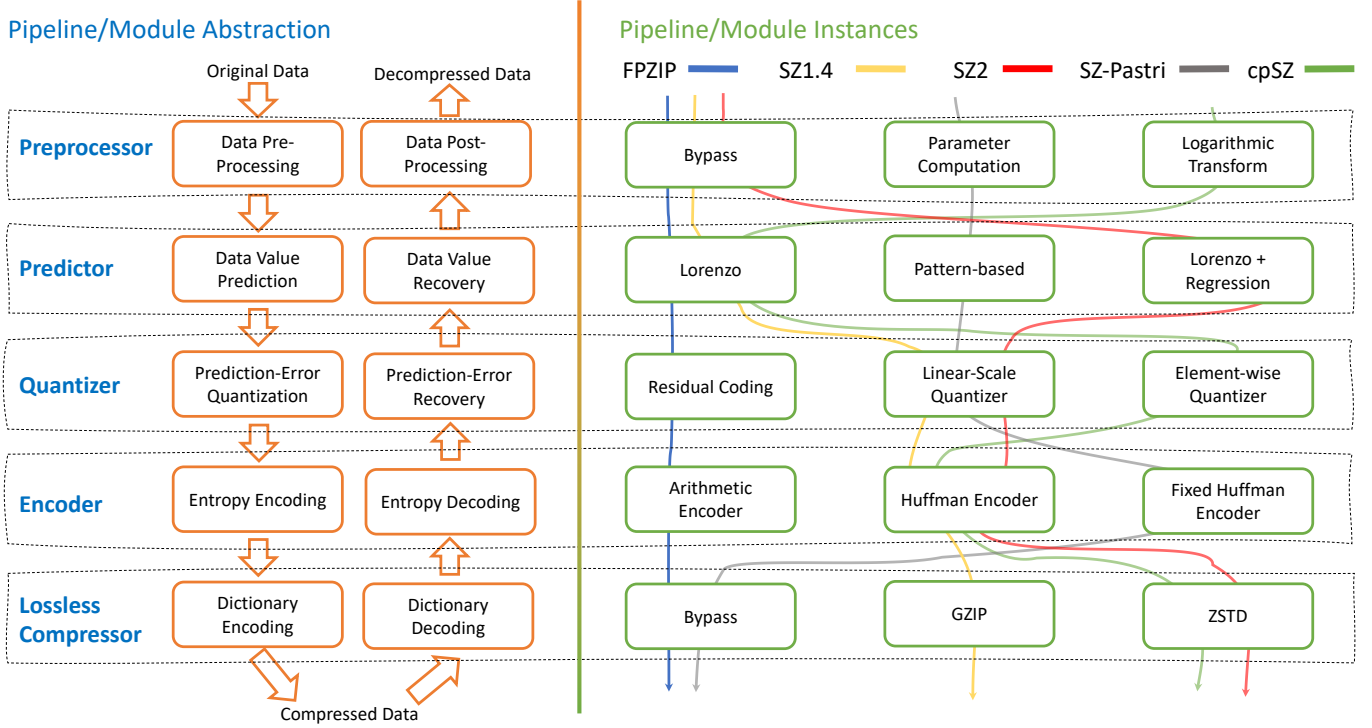 Pipeline/Module Abstraction
Pipeline/Module Instances
Original Data
Decompressed Data
FPZIP
SZ1.4
SZ2
SZ-Pastri
cpSZ
Preprocessor
Data Pre-
Processing
Data Post-
Processing
Bypass
Parameter
Computation
Logarithmic
Transform
Predictor
Data Value
Prediction
Data Value
Recovery
Lorenzo
Pattern-based
Lorenzo +
Regression
Quantizer
Prediction-Error
Quantization
Prediction-Error
Recovery
Residual Coding
Linear-Scale
Quantizer
Element-wise
Quantizer
Encoder
Entropy Encoding
Entropy Decoding
Arithmetic
Encoder
Huffman Encoder
Fixed Huffman
Encoder
Lossless
Compressor
Dictionary
Encoding
Dictionary
Decoding
Bypass
GZIP
ZSTD
Compressed Data